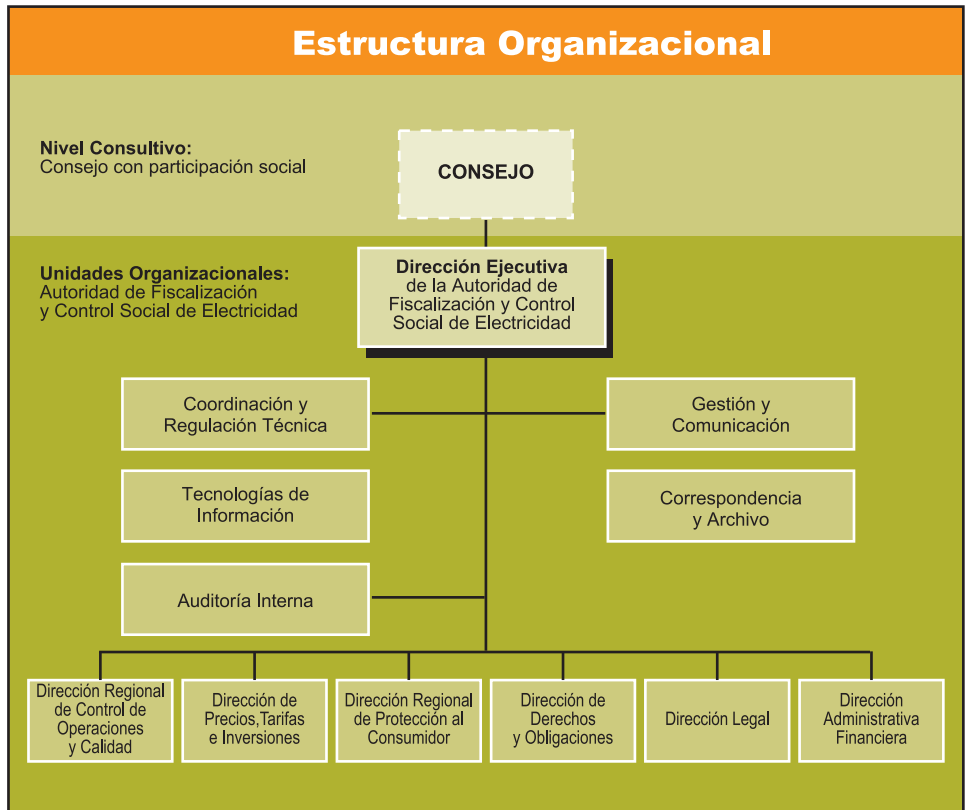 Estructura Organizacional
Nivel Consultivo:
Consejo con participación social
CONSEJO
Unidades Organizacionales:
Autoridad de Fiscalización
y Control Social de Electricidad
Dirección Ejecutiva
de la Autoridad de
Fiscalización y Control
Social de Electricidad
Coordinación y
Regulación Técnica
Gestión y
Comunicación
Tecnologías de
Información
Correspondencia
y Archivo
Auditoría Interna
Dirección Regional
de Control de
Operaciones
y Calidad
Dirección de
Precios,Tarifas
e Inversiones
Dirección Regional
de Protección al
Consumidor
Dirección de
Derechos
y Obligaciones
Dirección Legal
Dirección
Administrativa
Financiera